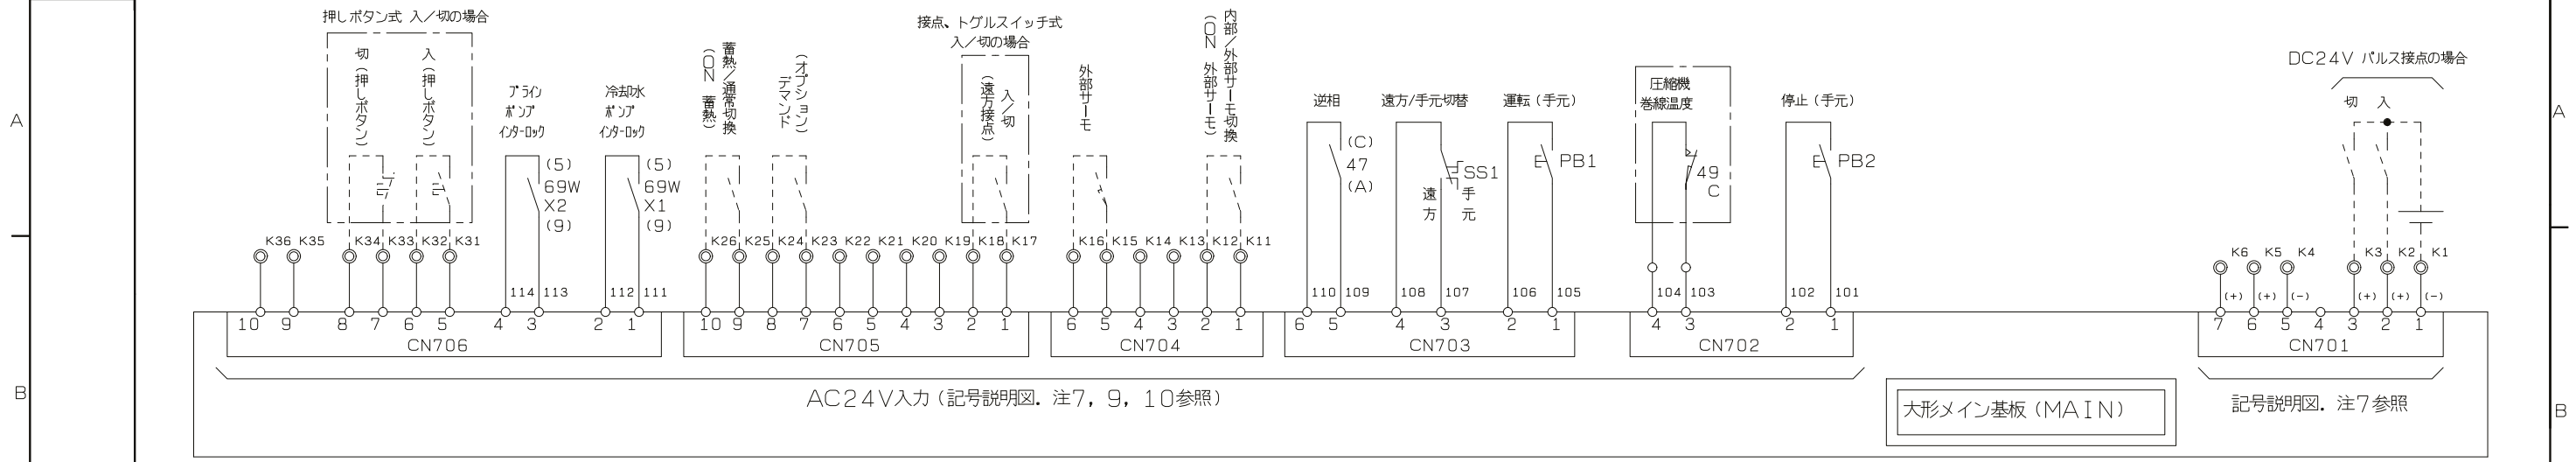 押しボタン式 入／切の場合
切（押しボタン）
入（押しボタン）
ブライン
ポンプ
インターロック
冷却水
ポンプ
インターロック
蓄熱／通常切換
（ON 蓄熱）
（オプション）
デマンド
接点、トグルスイッチ式
入／切の場合
入／切
（遠方接点）
外部サーモ
内部／外部サーモ切換
（ON 外部サーモ）
逆相
遠方/手元切替
運転（手元）
圧縮機
巻線温度
停止（手元）
DC24V パルス接点の場合
切 入
A
A
(5)
69W
X2
(9)
(5)
69W
X1
(9)
(C)
47
(A)
SS1
遠方
手元
PB1
49
C
PB2
K36 K35 K34 K33 K32 K31 K26 K25 K24 K23 K22 K21 K20 K19 K18 K17 K16 K15 K14 K13 K12 K11 K6 K5 K4 K3 K2 K1
114 113 112 111 110 109 108 107 106 105 104 103 102 101 (+) (+) (-) (+) (+) (-)
10 9 8 7 6 5 4 3 2 1 10 9 8 7 6 5 4 3 2 1 6 5 4 3 2 1 6 5 4 3 2 1 4 3 2 1 7 6 5 4 3 2 1
CN706 CN705 CN704 CN703 CN702 CN701
B
AC24V入力（記号説明図．注7，9，10参照）
大形メイン基板（MAIN）
記号説明図．注7参照
B